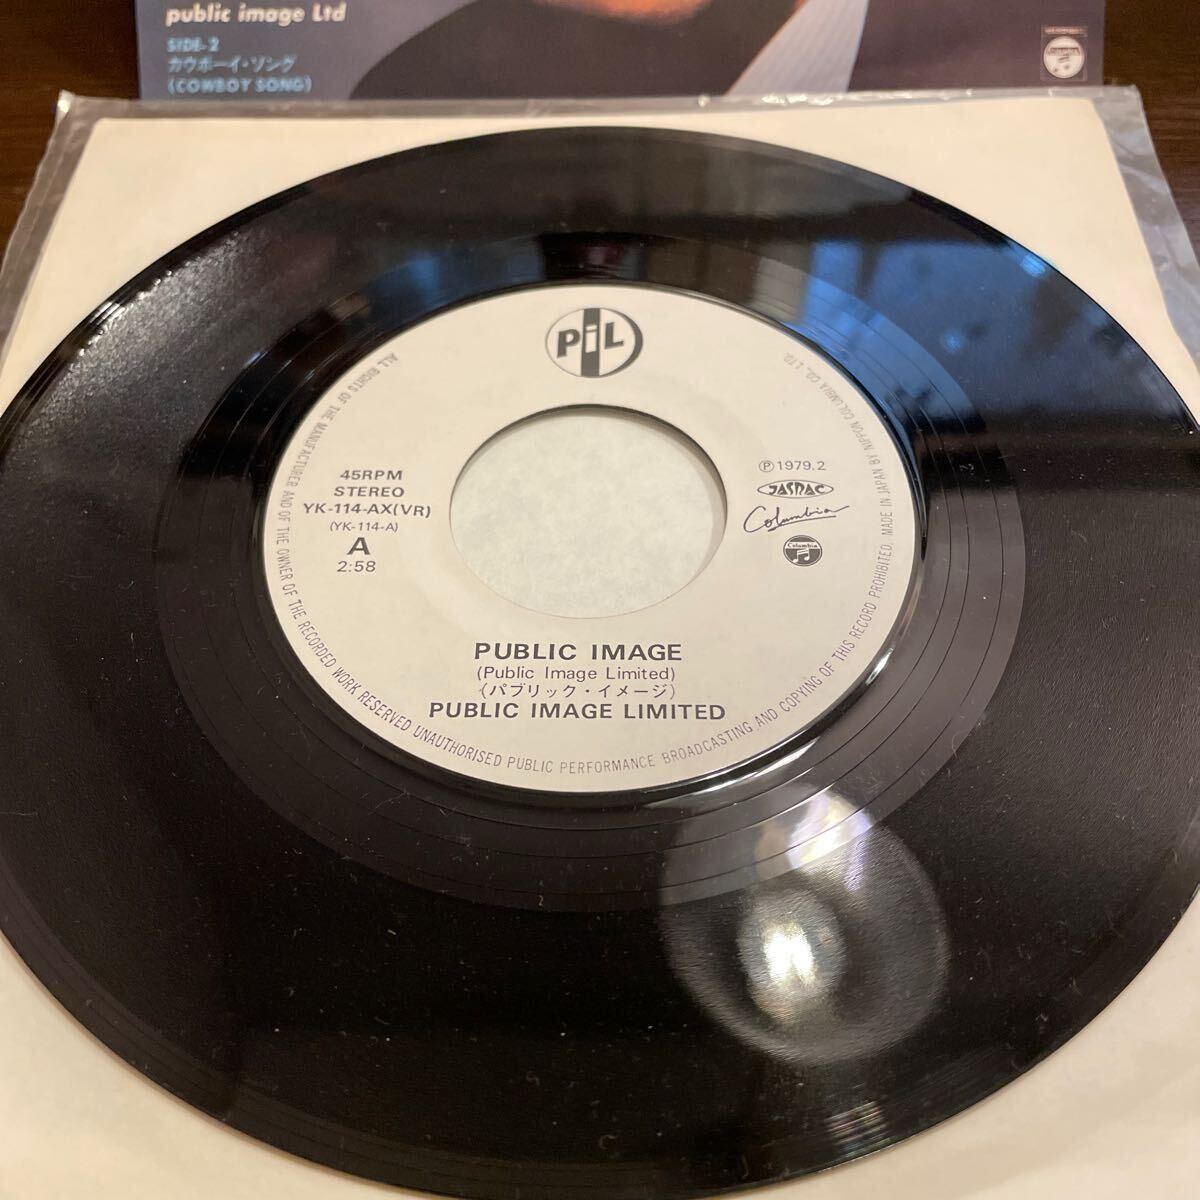 public image Ltd
SIDE-2
カウボーイ・ソング
(COWBOY SONG)
PiL
45RPM
STEREO
YK-114-AX(VR)
(YK-114-A)
A
2:58
℗1979.2
JASRAC
Columbia
Columbia
PUBLIC IMAGE
(Public Image Limited)
(パブリック・イメージ)
PUBLIC IMAGE LIMITED
ALL RIGHTS OF THE MANUFACTURER AND OF THE OWNER OF THE RECORDED WORK RESERVED UNAUTHORISED PUBLIC PERFORMANCE BROADCASTING AND COPYING OF THIS RECORD PROHIBITED. MADE IN JAPAN BY NIPPON COLUMBIA CO., LTD.